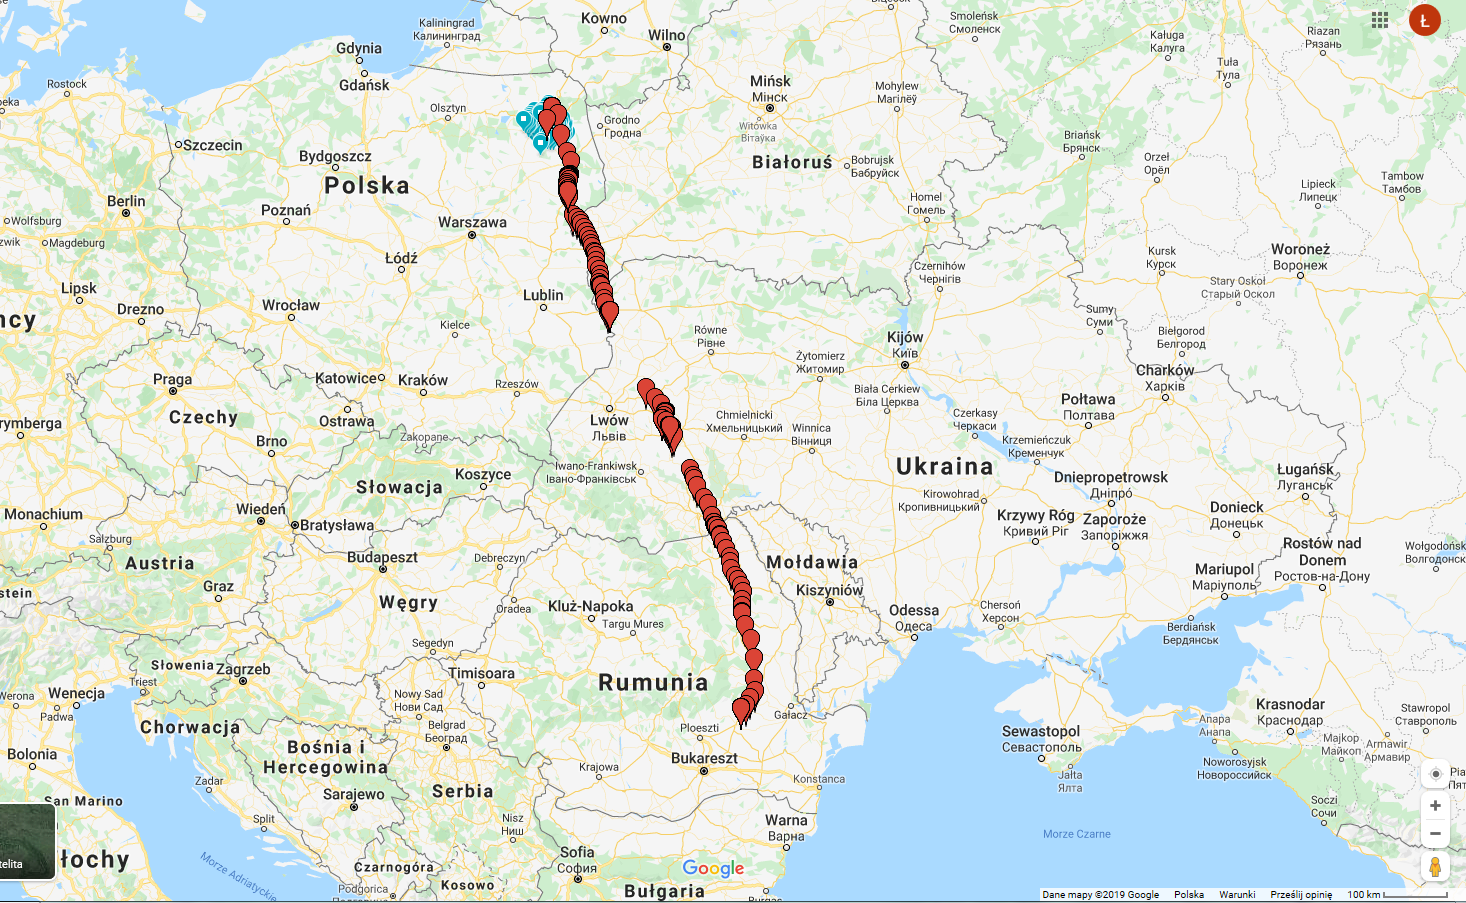 Kaliningrad
Калининград
Kowno
Wilno
Smoleńsk
Смоленск
Kaługa
Калуга
Riazan
Рязань
Ł
Gdynia
Gdańsk
Rostock
Olsztyn
Grodno
Гродна
Mińsk
Мінск
Mohylew
Магілёў
Tuła
Тула
Witówka
Вітаўка
Szczecin
Bydgoszcz
Polska
Białoruś
Bobrujsk
Бабруйск
Briańsk
Брянск
Orzeł
Орёл
Lipieck
Липецк
Tambow
Тамбов
Berlin
Wolfsburg
Magdeburg
Poznań
Warszawa
Homel
Гомель
Kursk
Курск
Woroneż
Воронеж
Łódź
Czernihów
Чернігів
Stary Oskoł
Старый Оскол
Lipsk
Drezno
Wrocław
Lublin
Kielce
Równe
Рівне
Kijów
Київ
Sumy
Суми
Biełgorod
Белгород
Żytomierz
Житомир
Praga
Katowice
Kraków
Rzeszów
Biała Cerkiew
Біла Церква
Charków
Харків
Czechy
Ostrawa
Lwów
Львів
Chmielnicki
Хмельницький
Winnica
Вінниця
Czerkasy
Черкаси
Połtawa
Полтава
Brno
Zakopane
Krzemieńczuk
Кременчук
Koszyce
Iwano-Frankiwsk
Івано-Франківськ
Ukraina
Ługańsk
Луганськ
Słowacja
Dniepropetrowsk
Дніпро
Kirowohrad
Кропивницький
Monachium
Wiedeń
Bratysława
Krzywy Róg
Кривий Ріг
Zaporoże
Запоріжжя
Donieck
Донецьк
Salzburg
Austria
Budapeszt
Debreczyn
Mołdawia
Rostów nad
Donem
Ростов-на-Дону
Wołgodońsk
Волгодонск
Graz
Węgry
Oradea
Kluż-Napoka
Targu Mures
Kiszyniów
Mariupol
Маріуполь
Odessa
Одеса
Chersoń
Херсон
Berdiańsk
Бердянськ
Segedyn
Słowenia
Zagrzeb
Timisoara
Rumunia
Triest
Wenecja
Padwa
Werona
Nowy Sad
Нови Сад
Chorwacja
Belgrad
Београд
Ploeszti
Gałacz
Krasnodar
Краснодар
Anapa
Анапа
Stawropol
Ставрополь
Sewastopol
Севастополь
Majkop
Майкоп
Armawir
Армавир
Bolonia
Bośnia i
Hercegowina
Bukareszt
Noworosyjsk
Новороссийск
Jałta
Ялта
Krajowa
Konstanca
Zadar
Sarajewo
Serbia
San Marino
Soczi
Сочи
Split
Nisz
Ниш
Warna
Варна
Morze Czarne
Sofia
София
Czarnogóra
Morze Adriatyckie
Podgorica
Kosowo
Bułgaria
Google
Dane mapy ©2019 Google Polska Warunki Prześlij opinię 100 km